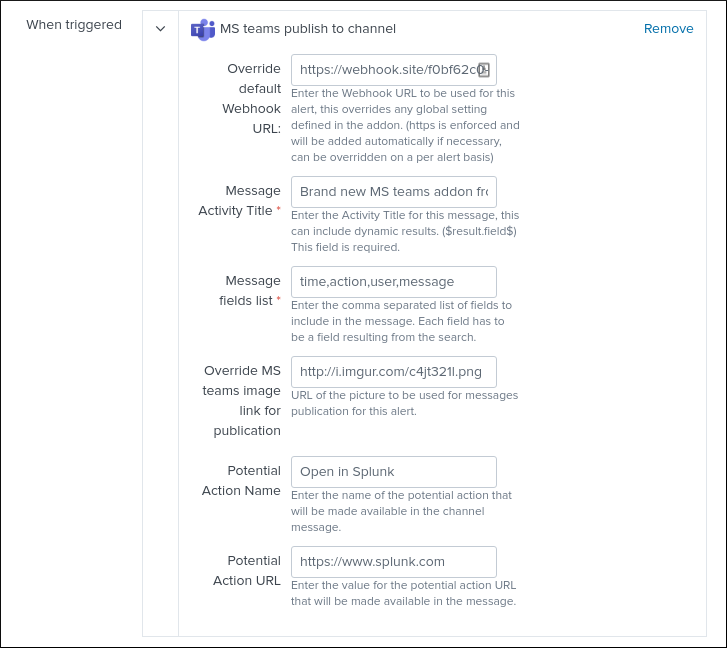 When triggered
MS teams publish to channel
Remove
Override
default
Webhook
URL:
https://webhook.site/f0bf62c0
Enter the Webhook URL to be used for this
alert, this overrides any global setting
defined in the addon. (https is enforced and
will be added automatically if necessary,
can be overridden on a per alert basis)
Message
Activity Title *
Brand new MS teams addon fr
Enter the Activity Title for this message, this
can include dynamic results. ($result.field$)
This field is required.
Message
fields list *
time,action,user,message
Enter the comma separated list of fields to
include in the message. Each field has to
be a field resulting from the search.
Override MS
teams image
link for
publication
http://i.imgur.com/c4jt321l.png
URL of the picture to be used for messages
publication for this alert.
Potential
Action Name
Open in Splunk
Enter the name of the potential action that
will be made available in the channel
message.
Potential
Action URL
https://www.splunk.com
Enter the value for the potential action URL
that will be made available in the message.